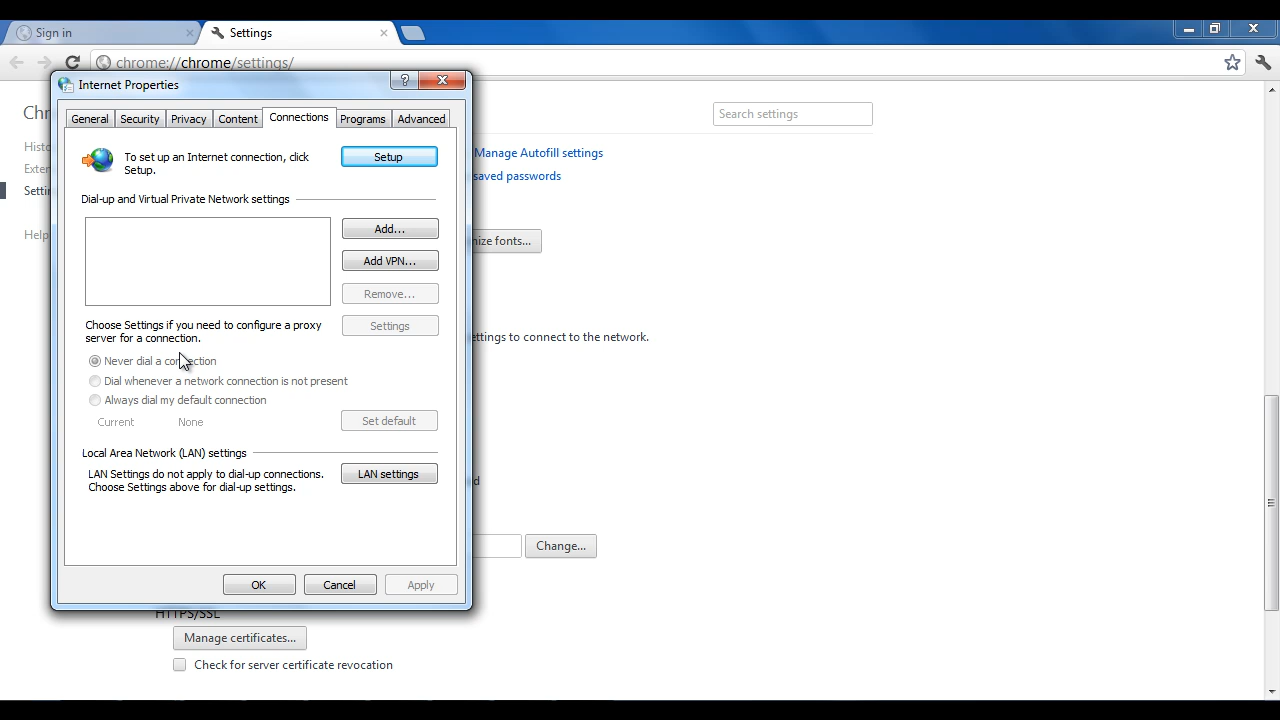 Sign in
Settings
chrome://chrome/settings/
Internet Properties
?
Chr
Search settings
General Security Privacy Content Connections Programs Advanced
Histo
Manage Autofill settings
To set up an Internet connection, click
Setup.
Setup
Exter
saved passwords
Settin
Dial-up and Virtual Private Network settings
Add...
Help
nize fonts...
Add VPN...
Remove...
Choose Settings if you need to configure a proxy
server for a connection.
Settings
ettings to connect to the network.
Never dial a connection
Dial whenever a network connection is not present
Always dial my default connection
Current None
Set default
Local Area Network (LAN) settings
LAN Settings do not apply to dial-up connections.
Choose Settings above for dial-up settings.
LAN settings
d
Change...
OK Cancel Apply
HTTPS/SSL
Manage certificates...
Check for server certificate revocation